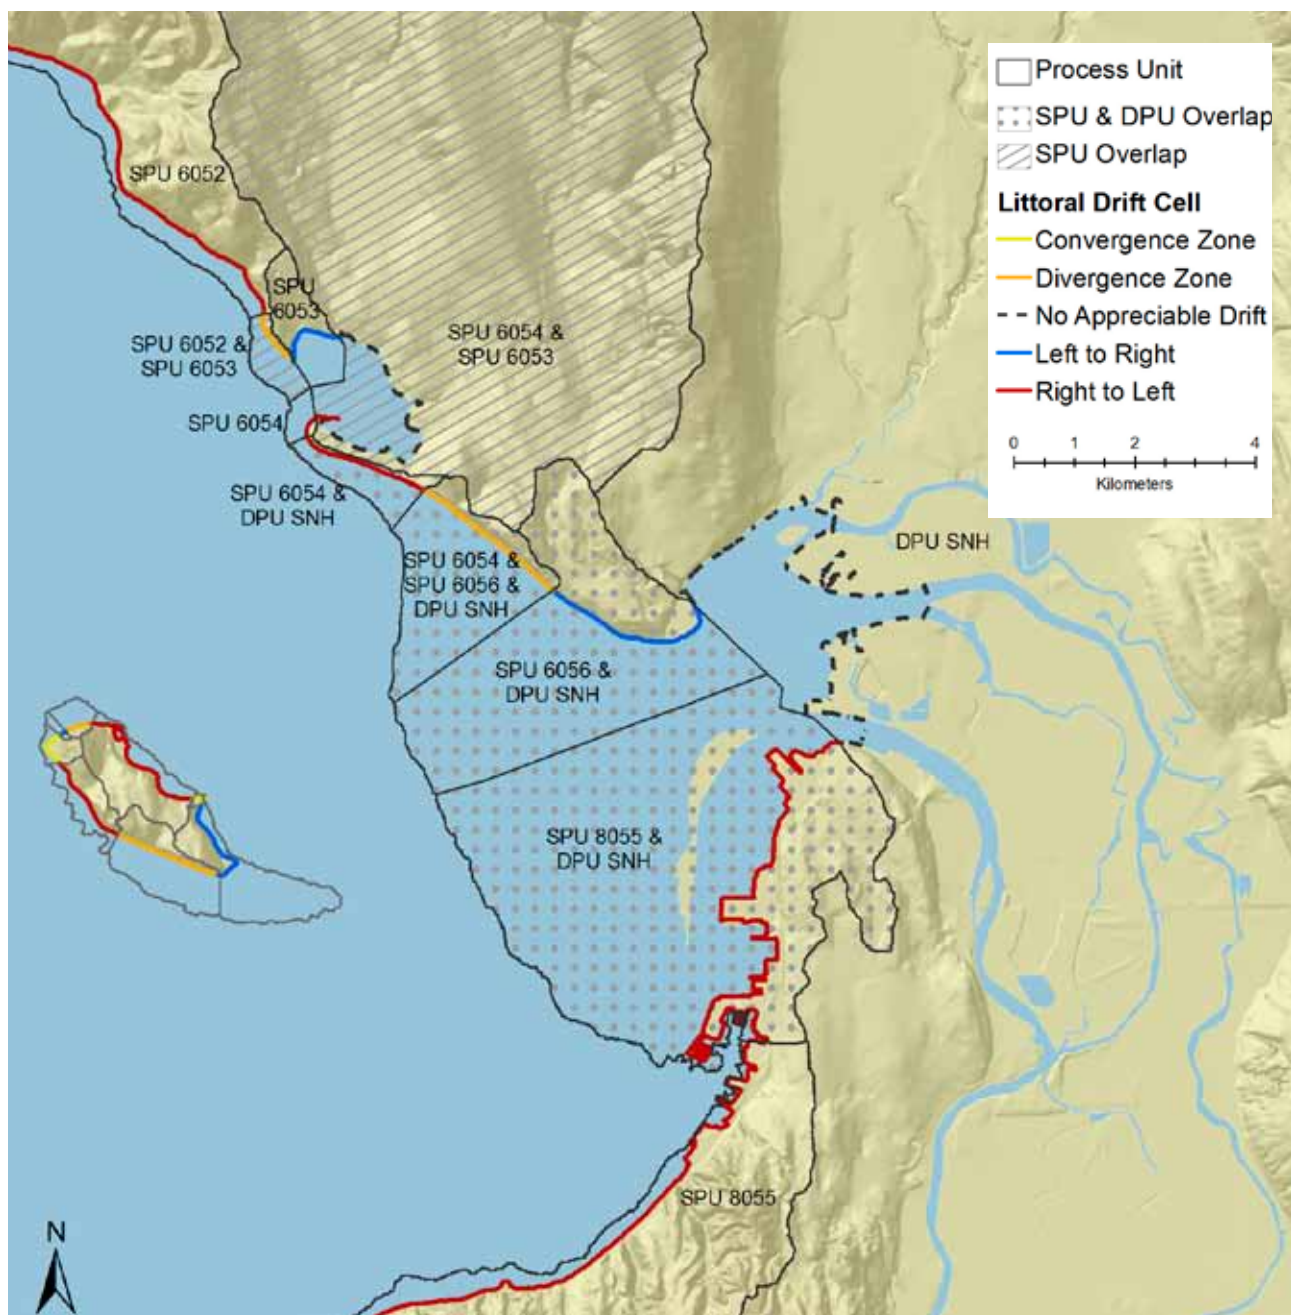 Process Unit
SPU & DPU Overlap
SPU Overlap
Littoral Drift Cell
Convergence Zone
Divergence Zone
No Appreciable Drift
Left to Right
Right to Left
0 1 2 4
Kilometers
SPU 6052
SPU
6053
SPU 6052 &
SPU 6053
SPU 6054 &
SPU 6053
SPU 6054
SPU 6054 &
DPU SNH
DPU SNH
SPU 6054 &
SPU 6056 &
DPU SNH
SPU 6056 &
DPU SNH
SPU 8055 &
DPU SNH
SPU 8055
N